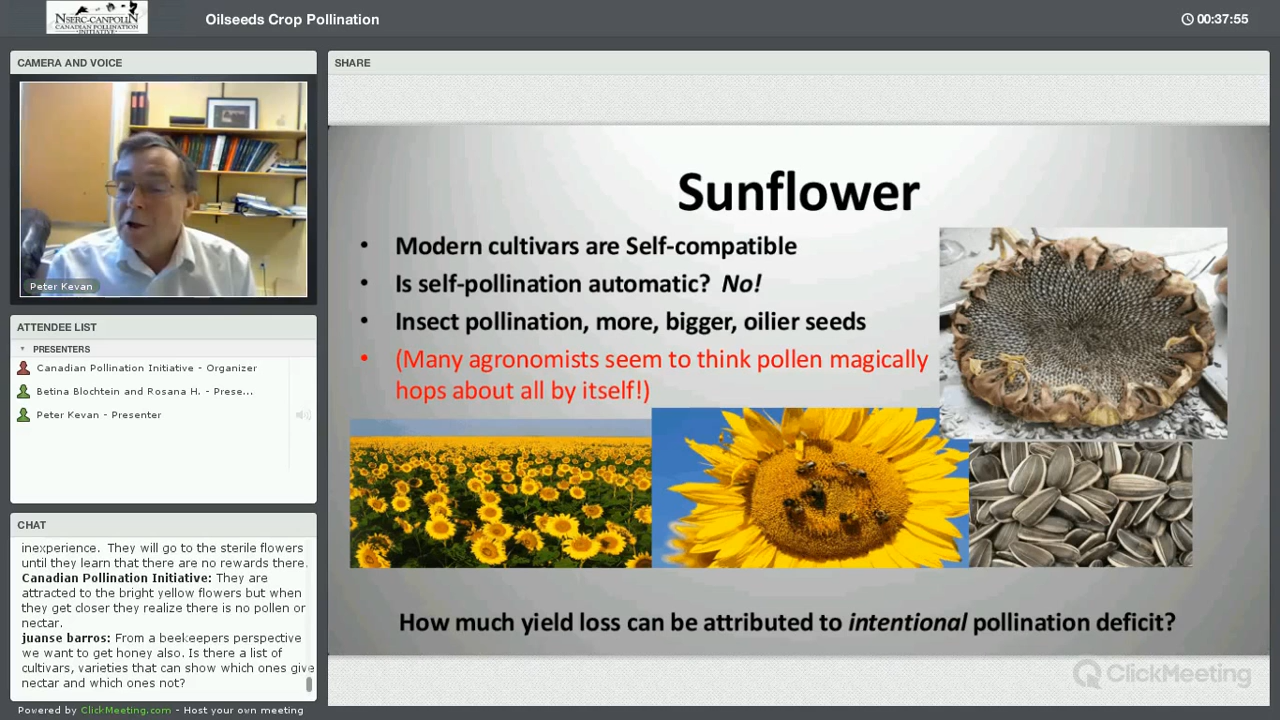 NSERC-CANPOLIN
CANADIAN POLLINATION
INITIATIVE
Oilseeds Crop Pollination
00:37:55
CAMERA AND VOICE
Peter Kevan
ATTENDEE LIST
PRESENTERS
Canadian Pollination Initiative - Organizer
Betina Blochtein and Rosana H. - Prese...
Peter Kevan - Presenter
CHAT
inexperience. They will go to the sterile flowers
until they learn that there are no rewards there.
Canadian Pollination Initiative: They are
attracted to the bright yellow flowers but when
they get closer they realize there is no pollen or
nectar.
juanse barros: From a beekeepers perspective
we want to get honey also. Is there a list of
cultivars, varieties that can show which ones give
nectar and which ones not?
Powered by ClickMeeting.com - Host your own meeting
SHARE
Sunflower
• Modern cultivars are Self-compatible
• Is self-pollination automatic? No!
• Insect pollination, more, bigger, oilier seeds
• (Many agronomists seem to think pollen magically
hops about all by itself!)
How much yield loss can be attributed to intentional pollination deficit?
ClickMeeting